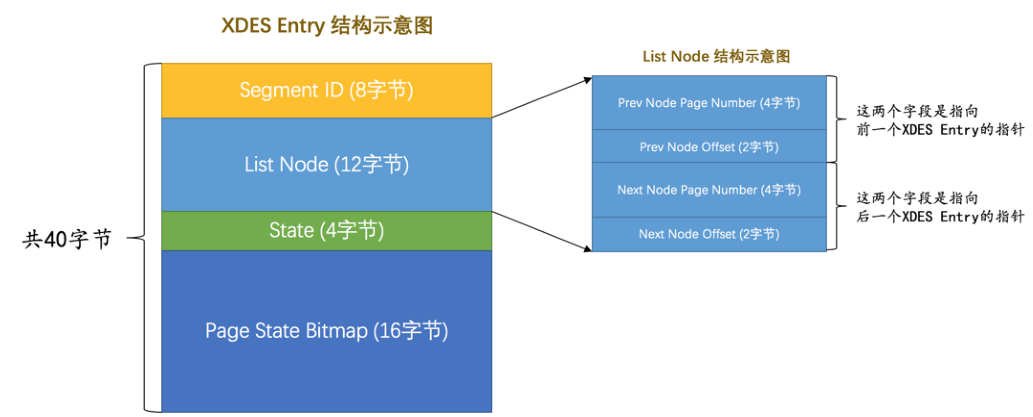 XDES Entry 结构示意图
Segment ID (8字节)
List Node (12字节)
State (4字节)
Page State Bitmap (16字节)
共40字节
List Node 结构示意图
Prev Node Page Number (4字节)
Prev Node Offset (2字节)
Next Node Page Number (4字节)
Next Node Offset (2字节)
这两个字段是指向
前一个XDES Entry的指针
这两个字段是指向
后一个XDES Entry的指针